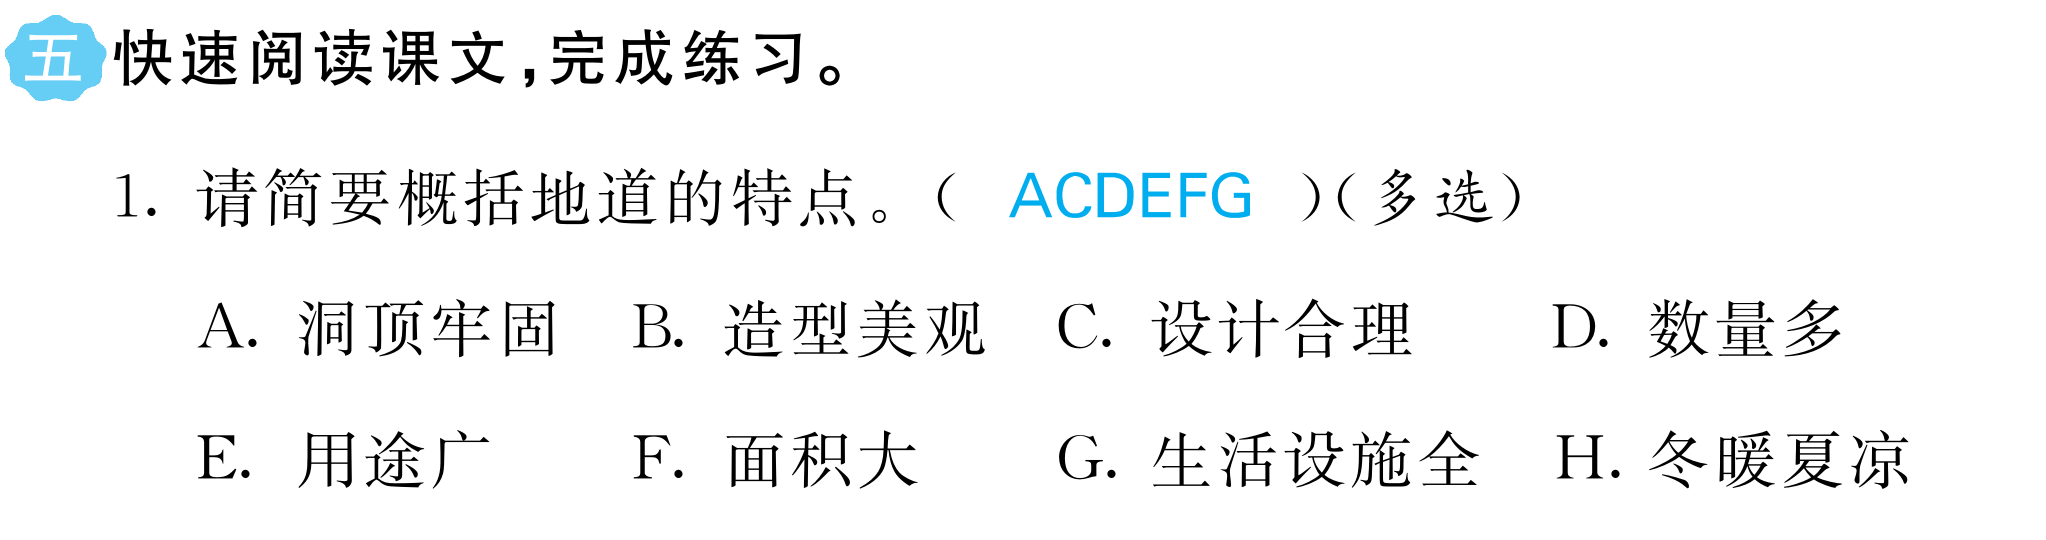 五 快速阅读课文,完成练习。
1. 请简要概括地道的特点。( ACDEFG )(多选)
A. 洞顶牢固 B. 造型美观 C. 设计合理 D. 数量多
E. 用途广 F. 面积大 G. 生活设施全 H. 冬暖夏凉